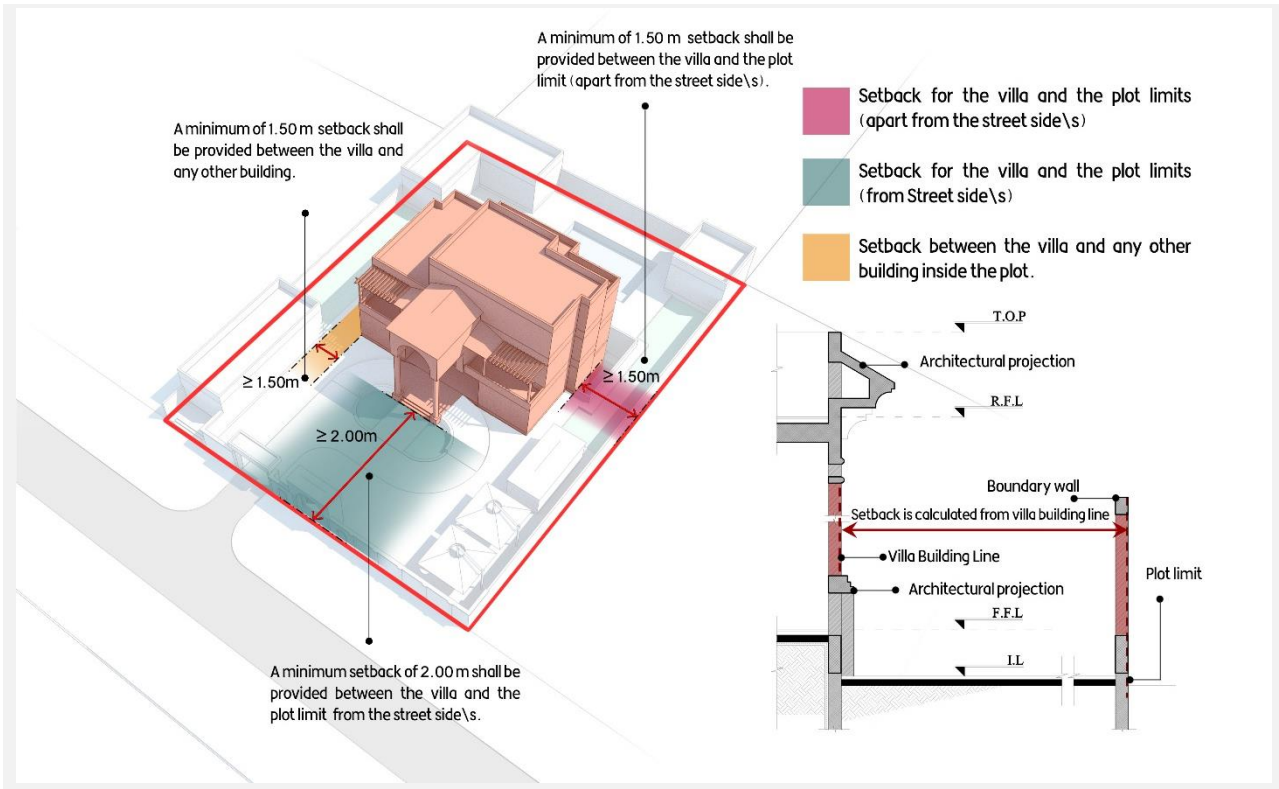 A minimum of 1.50 m setback shall be
provided between the villa and the plot
limit (apart from the street side\s).
A minimum of 1.50 m setback shall
be provided between the villa and
any other building.
≥ 1.50m
≥ 2.00m
≥ 1.50m
A minimum setback of 2.00 m shall be
provided between the villa and the
plot limit from the street side\s.
Setback for the villa and the plot limits
(apart from the street side\s)
Setback for the villa and the plot limits
(from Street side\s)
Setback between the villa and any other
building inside the plot.
T.O.P
Architectural projection
R.F.L
Boundary wall
Setback is calculated from villa building line
Villa Building Line
Plot limit
Architectural projection
F.F.L
I.L